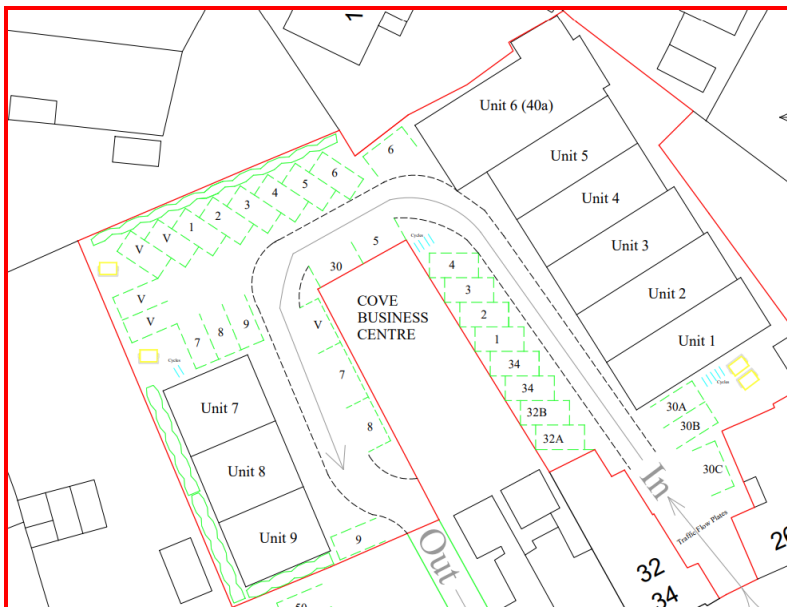 Unit 6 (40a)
Unit 5
Unit 4
Unit 3
Unit 2
Unit 1
6
6
5
4
3
2
1
V
V
V
V
7
8
9
5
30
Cycles
4
3
2
1
34
34
32B
32A
COVE
BUSINESS
CENTRE
V
7
8
Cycles
Unit 7
Unit 8
Unit 9
9
50
Cycles
30A
30B
30C
In
Out
Traffic Flow Plates
32
34